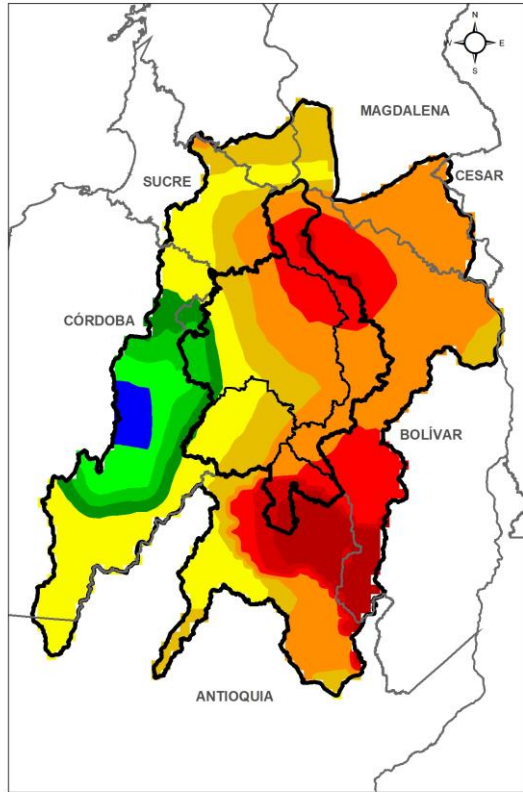 N
W E
S
MAGDALENA
CESAR
SUCRE
CÓRDOBA
BOLÍVAR
ANTIOQUIA